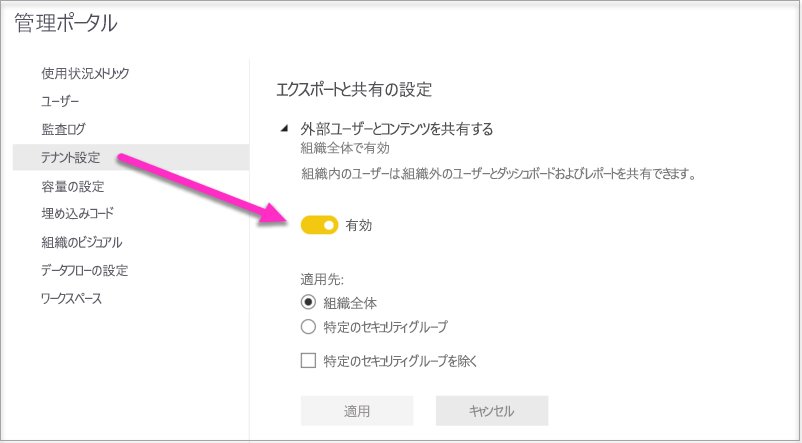 管理ポータル
使用状況メトリック
ユーザー
監査ログ
テナント設定
容量の設定
埋め込みコード
組織のビジュアル
データフローの設定
ワークスペース
エクスポートと共有の設定
外部ユーザーとコンテンツを共有する
組織全体で有効
組織内のユーザーは、組織外のユーザーとダッシュボードおよびレポートを共有できます。
有効
適用先:
組織全体
特定のセキュリティグループ
特定のセキュリティグループを除く
適用
キャンセル